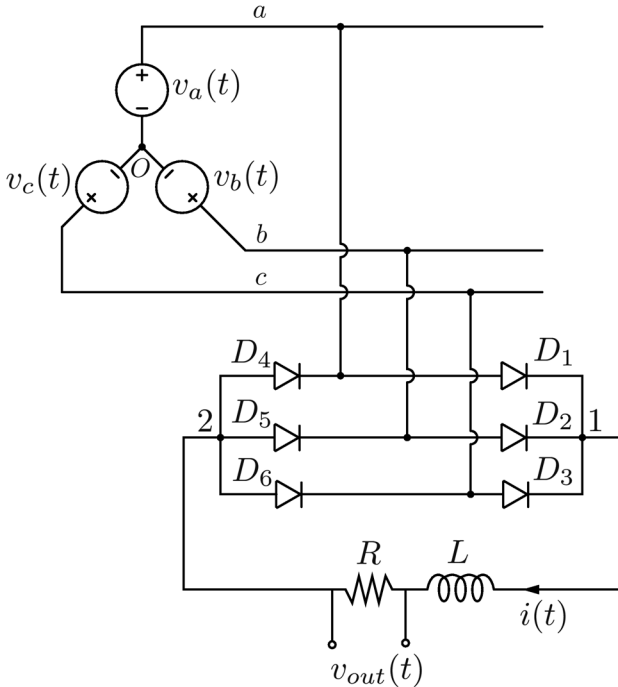 a
+
v_a(t)
−
O
v_c(t)
v_b(t)
b
c
D_4
D_1
2
D_5
D_2
1
D_6
D_3
R
L
i(t)
v_out(t)